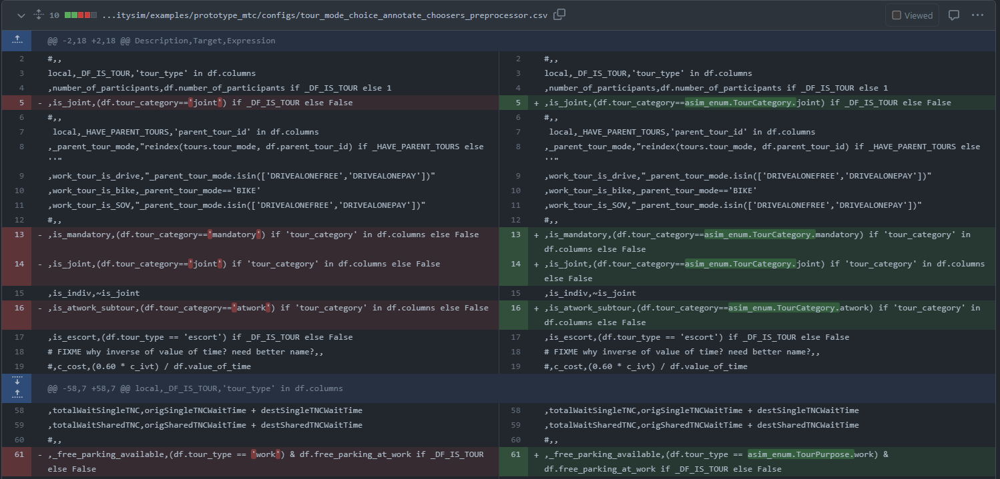 10 ...itysim/examples/prototype_mtc/configs/tour_mode_choice_annotate_choosers_preprocessor.csv Viewed
@@ -2,18 +2,18 @@ Description,Target,Expression
2 #,, 2 #,,
3 local,_DF_IS_TOUR,'tour_type' in df.columns 3 local,_DF_IS_TOUR,'tour_type' in df.columns
4 ,number_of_participants,df.number_of_participants if _DF_IS_TOUR else 1 4 ,number_of_participants,df.number_of_participants if _DF_IS_TOUR else 1
5 - ,is_joint,(df.tour_category=='joint') if _DF_IS_TOUR else False 5 + ,is_joint,(df.tour_category==asim_enum.TourCategory.joint) if _DF_IS_TOUR else False
6 #,, 6 #,,
7 local,_HAVE_PARENT_TOURS,'parent_tour_id' in df.columns 7 local,_HAVE_PARENT_TOURS,'parent_tour_id' in df.columns
8 ,_parent_tour_mode,"reindex(tours.tour_mode, df.parent_tour_id) if _HAVE_PARENT_TOURS else 8 ,_parent_tour_mode,"reindex(tours.tour_mode, df.parent_tour_id) if _HAVE_PARENT_TOURS else
''" ''"
9 ,work_tour_is_drive,"_parent_tour_mode.isin(['DRIVEALONEFREE','DRIVEALONEPAY'])" 9 ,work_tour_is_drive,"_parent_tour_mode.isin(['DRIVEALONEFREE','DRIVEALONEPAY'])"
10 ,work_tour_is_bike,_parent_tour_mode=='BIKE' 10 ,work_tour_is_bike,_parent_tour_mode=='BIKE'
11 ,work_tour_is_SOV,"_parent_tour_mode.isin(['DRIVEALONEFREE','DRIVEALONEPAY'])" 11 ,work_tour_is_SOV,"_parent_tour_mode.isin(['DRIVEALONEFREE','DRIVEALONEPAY'])"
12 #,, 12 #,,
13 - ,is_mandatory,(df.tour_category=='mandatory') if 'tour_category' in df.columns else False 13 + ,is_mandatory,(df.tour_category==asim_enum.TourCategory.mandatory) if 'tour_category' in
df.columns else False
14 - ,is_joint,(df.tour_category=='joint') if 'tour_category' in df.columns else False 14 + ,is_joint,(df.tour_category==asim_enum.TourCategory.joint) if 'tour_category' in df.columns
else False
15 ,is_indiv,~is_joint 15 ,is_indiv,~is_joint
16 - ,is_atwork_subtour,(df.tour_category=='atwork') if 'tour_category' in df.columns else False 16 + ,is_atwork_subtour,(df.tour_category==asim_enum.TourCategory.atwork) if 'tour_category' in
df.columns else False
17 ,is_escort,(df.tour_type == 'escort') if _DF_IS_TOUR else False 17 ,is_escort,(df.tour_type == 'escort') if _DF_IS_TOUR else False
18 # FIXME why inverse of value of time? need better name?,, 18 # FIXME why inverse of value of time? need better name?,,
19 #,c_cost,(0.60 * c_ivt) / df.value_of_time 19 #,c_cost,(0.60 * c_ivt) / df.value_of_time
@@ -58,7 +58,7 @@ local,_DF_IS_TOUR,'tour_type' in df.columns
58 ,totalWaitSingleTNC,origSingleTNCWaitTime + destSingleTNCWaitTime 58 ,totalWaitSingleTNC,origSingleTNCWaitTime + destSingleTNCWaitTime
59 ,totalWaitSharedTNC,origSharedTNCWaitTime + destSharedTNCWaitTime 59 ,totalWaitSharedTNC,origSharedTNCWaitTime + destSharedTNCWaitTime
60 #,, 60 #,,
61 - ,_free_parking_available,(df.tour_type == 'work') & df.free_parking_at_work if _DF_IS_TOUR 61 + ,_free_parking_available,(df.tour_type == asim_enum.TourPurpose.work) &
else False df.free_parking_at_work if _DF_IS_TOUR else False